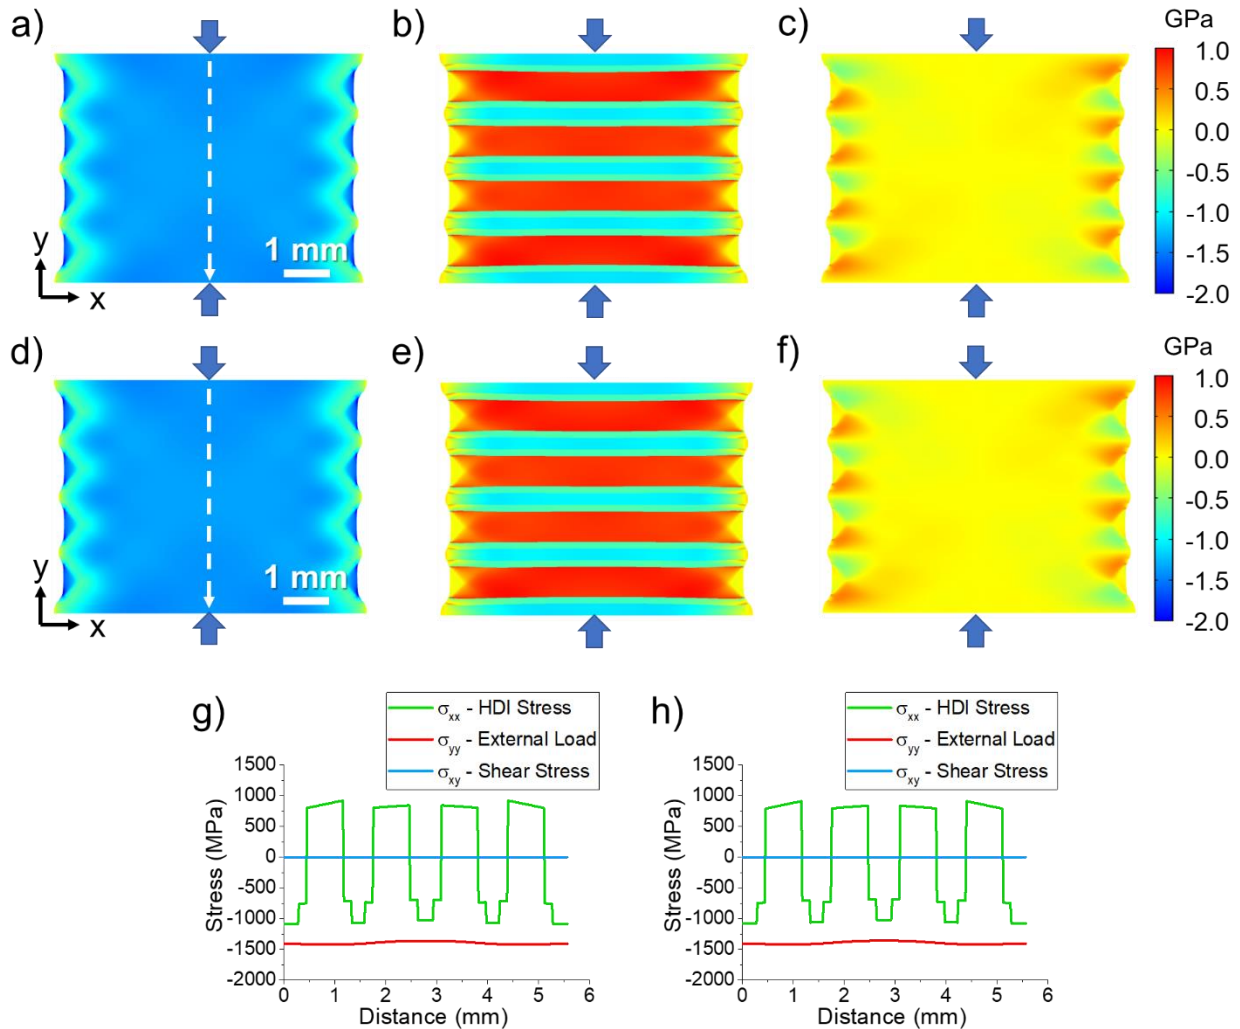 a)
b)
c)
GPa
1.0
0.5
0.0
-0.5
-1.0
-1.5
-2.0
y
x
1 mm
d)
e)
f)
GPa
1.0
0.5
0.0
-0.5
-1.0
-1.5
-2.0
y
x
1 mm
g)
σxx - HDI Stress
σyy - External Load
σxy - Shear Stress
1500
1000
500
0
-500
-1000
-1500
-2000
Stress (MPa)
0 1 2 3 4 5 6
Distance (mm)
h)
σxx - HDI Stress
σyy - External Load
σxy - Shear Stress
1500
1000
500
0
-500
-1000
-1500
-2000
Stress (MPa)
0 1 2 3 4 5 6
Distance (mm)